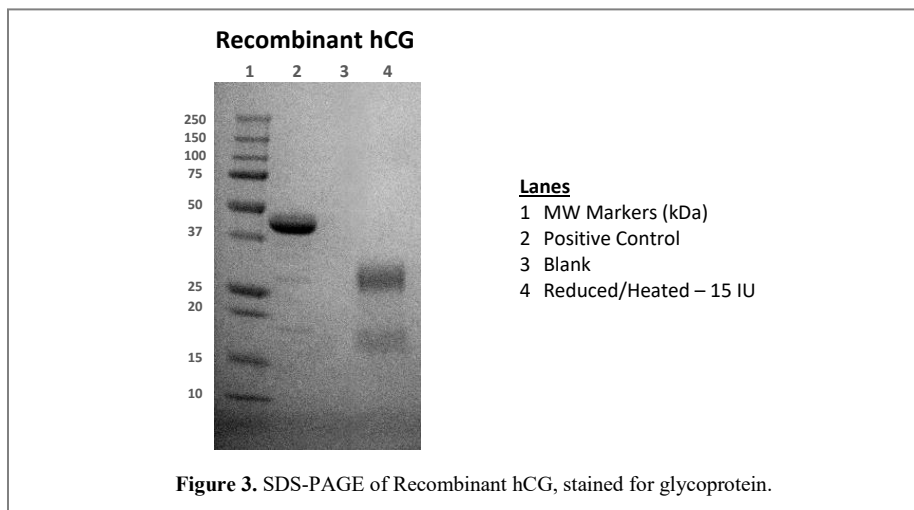 Recombinant hCG
1 2 3 4
250
150
100
75
50
37
25
20
15
10
Lanes
1 MW Markers (kDa)
2 Positive Control
3 Blank
4 Reduced/Heated – 15 IU
Figure 3. SDS-PAGE of Recombinant hCG, stained for glycoprotein.